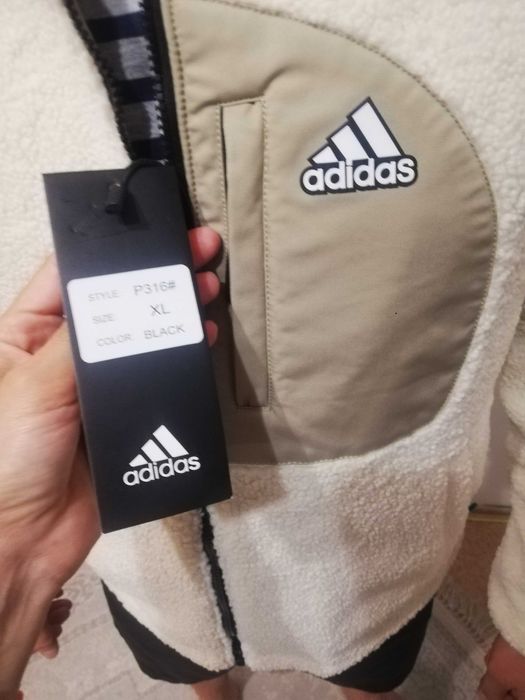 adidas
STYLE: P316#
SIZE: XL
COLOR: BLACK
adidas